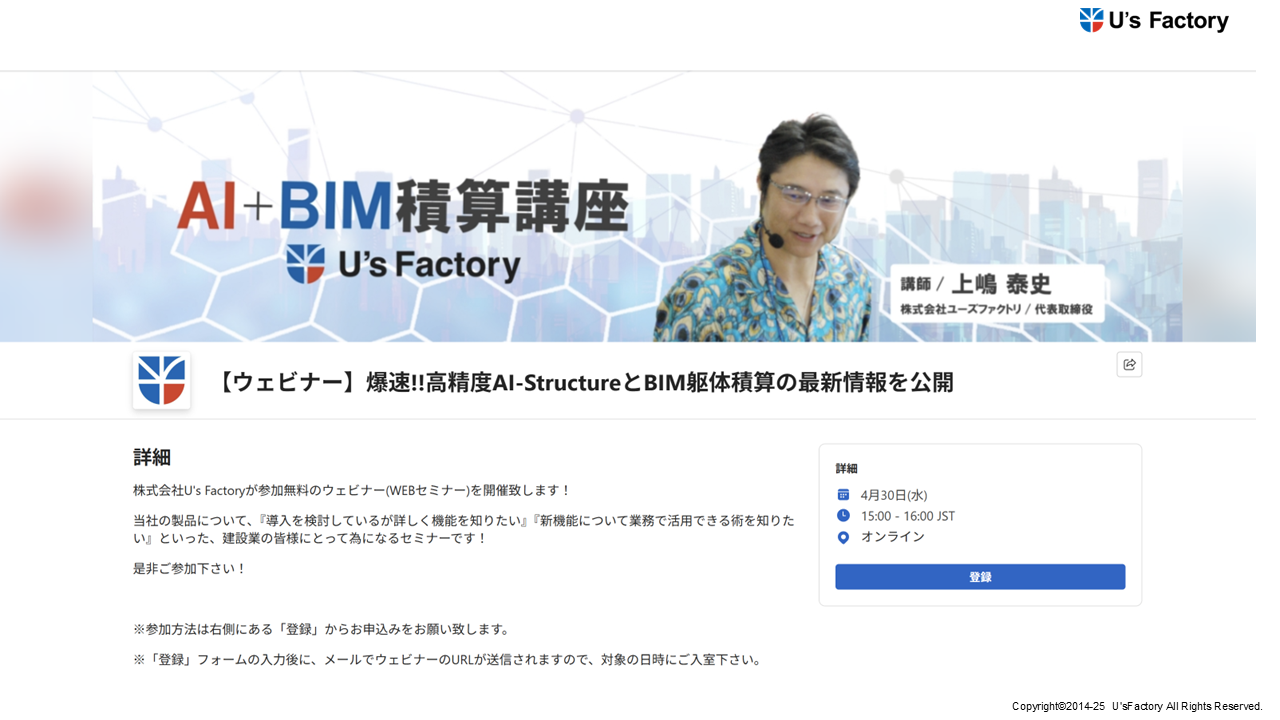 U's Factory
AI+BIM積算講座
U's Factory
講師 / 上嶋 泰史
株式会社ユーズファクトリ / 代表取締役
【ウェビナー】爆速!!高精度AI-StructureとBIM躯体積算の最新情報を公開
詳細
株式会社U's Factoryが参加無料のウェビナー(WEBセミナー)を開催致します！
当社の製品について、『導入を検討しているが詳しく機能を知りたい』『新機能について業務で活用できる術を知りた
い』といった、建設業の皆様にとって為になるセミナーです！
是非ご参加下さい！
※参加方法は右側にある「登録」からお申込みをお願い致します。
※「登録」フォームの入力後に、メールでウェビナーのURLが送信されますので、対象の日時にご入室下さい。
詳細
4月30日(水)
15:00 - 16:00 JST
オンライン
登録
Copyright©2014-25 U'sFactory All Rights Reserved.